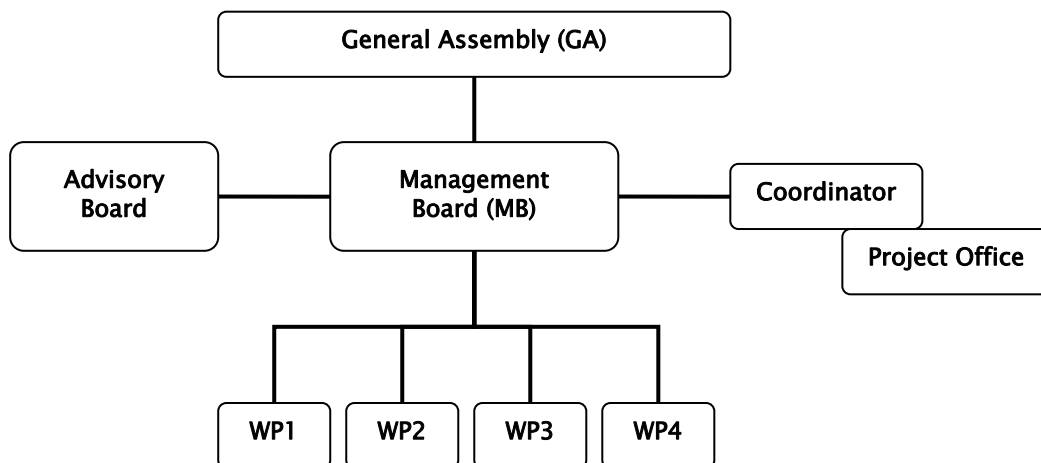 General Assembly (GA)
Advisory
Board
Management
Board (MB)
Coordinator
Project Office
WP1
WP2
WP3
WP4